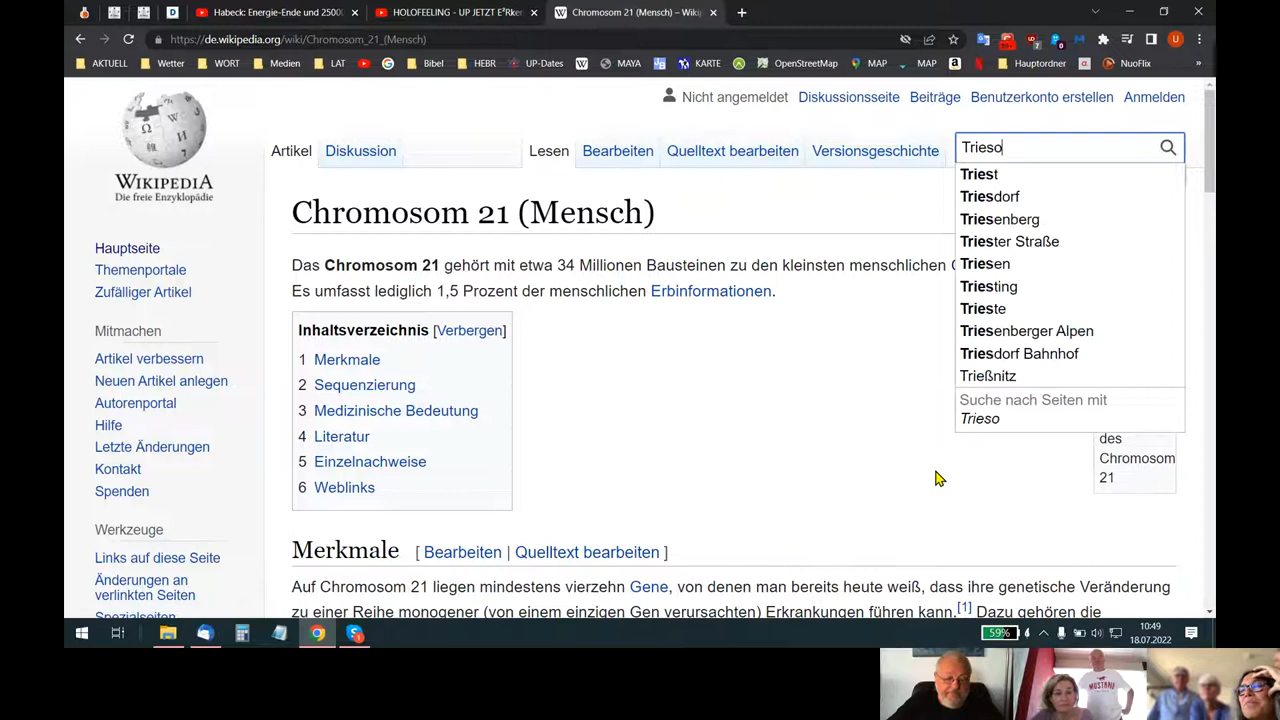 Habeck: Energie-Ende und 2500
HOLOFEELING - UP JETZT E²Rker
Chromosom 21 (Mensch) – Wiki
https://de.wikipedia.org/wiki/Chromosom_21_(Mensch)
AKTUELL
Wetter
WORT
Medien
LAT
Bibel
HEBR
UP-Dates
MAYA
KARTE
OpenStreetMap
MAP
MAP
Hauptordner
NuoFlix
»
Nicht angemeldet Diskussionsseite Beiträge Benutzerkonto erstellen Anmelden
Artikel Diskussion Lesen Bearbeiten Quelltext bearbeiten Versionsgeschichte
Trieso
Triest
Triesdorf
Triesenberg
Triester Straße
Triesen
Triesting
Trieste
Triesenberger Alpen
Triesdorf Bahnhof
Trießnitz
Suche nach Seiten mit
Trieso
WIKIPEDIA
Die freie Enzyklopädie
Hauptseite
Themenportale
Zufälliger Artikel
Mitmachen
Artikel verbessern
Neuen Artikel anlegen
Autorenportal
Hilfe
Letzte Änderungen
Kontakt
Spenden
Werkzeuge
Links auf diese Seite
Änderungen an
verlinkten Seiten
Spezialseiten
Chromosom 21 (Mensch)
Das Chromosom 21 gehört mit etwa 34 Millionen Bausteinen zu den kleinsten menschlichen
Es umfasst lediglich 1,5 Prozent der menschlichen Erbinformationen.
Inhaltsverzeichnis [Verbergen]
1 Merkmale
2 Sequenzierung
3 Medizinische Bedeutung
4 Literatur
5 Einzelnachweise
6 Weblinks
des
Chromosom
21
Merkmale [ Bearbeiten | Quelltext bearbeiten ]
Auf Chromosom 21 liegen mindestens vierzehn Gene, von denen man bereits heute weiß, dass ihre genetische Veränderung
zu einer Reihe monogener (von einem einzigen Gen verursachten) Erkrankungen führen kann.[1] Dazu gehören die
59%
10:49
18.07.2022
MUSTANG